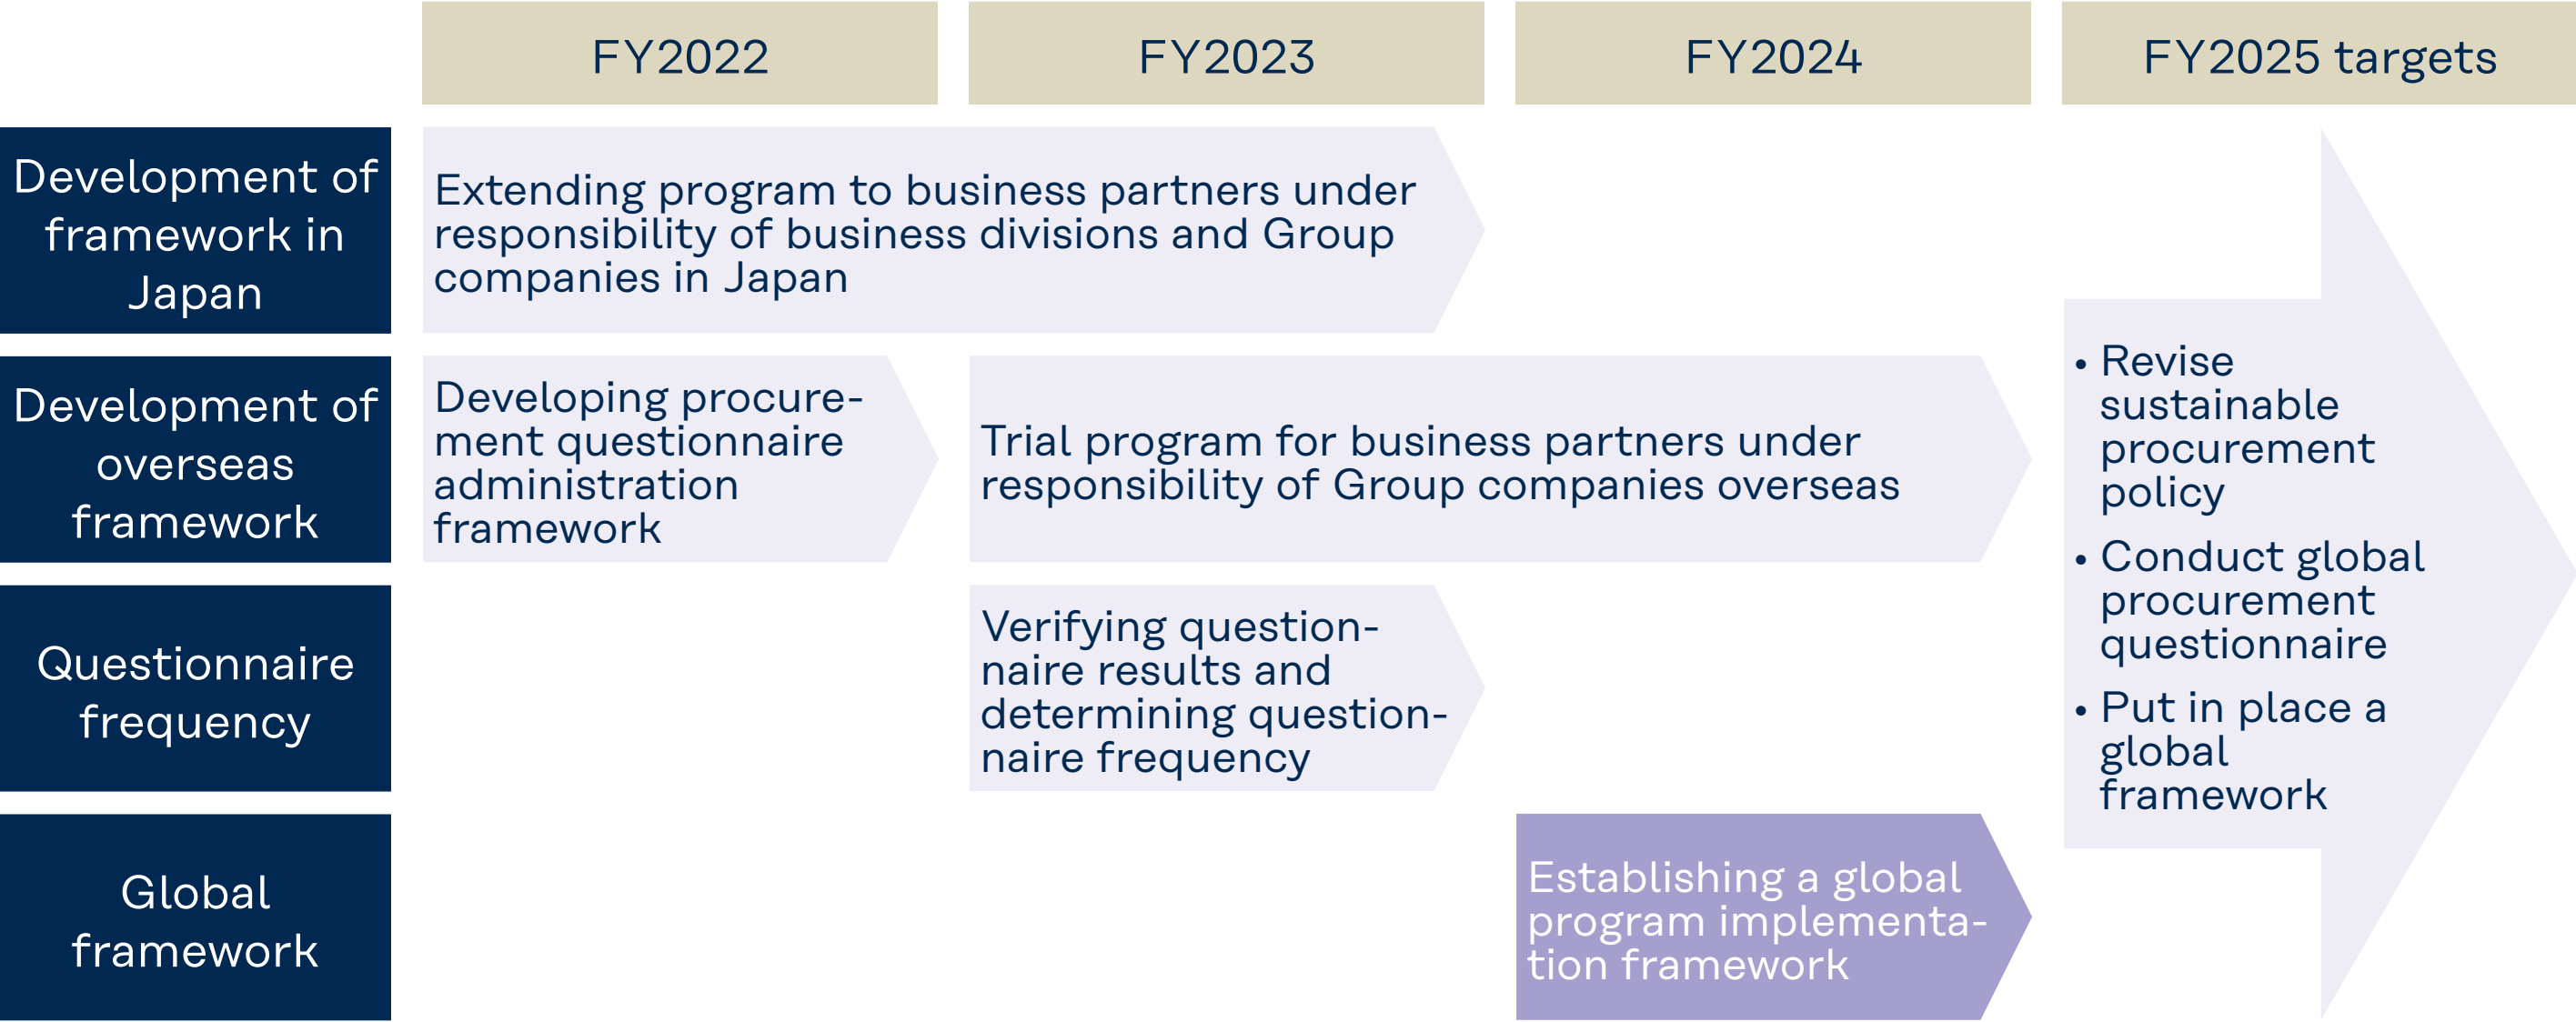 FY2022
FY2023
FY2024
FY2025 targets
Development of
framework in
Japan
Extending program to business partners under
responsibility of business divisions and Group
companies in Japan
Development of
overseas
framework
Developing procure-
ment questionnaire
administration
framework
Trial program for business partners under
responsibility of Group companies overseas
Questionnaire
frequency
Verifying question-
naire results and
determining question-
naire frequency
Global
framework
Establishing a global
program implementa-
tion framework
• Revise
sustainable
procurement
policy
• Conduct global
procurement
questionnaire
• Put in place a
global
framework